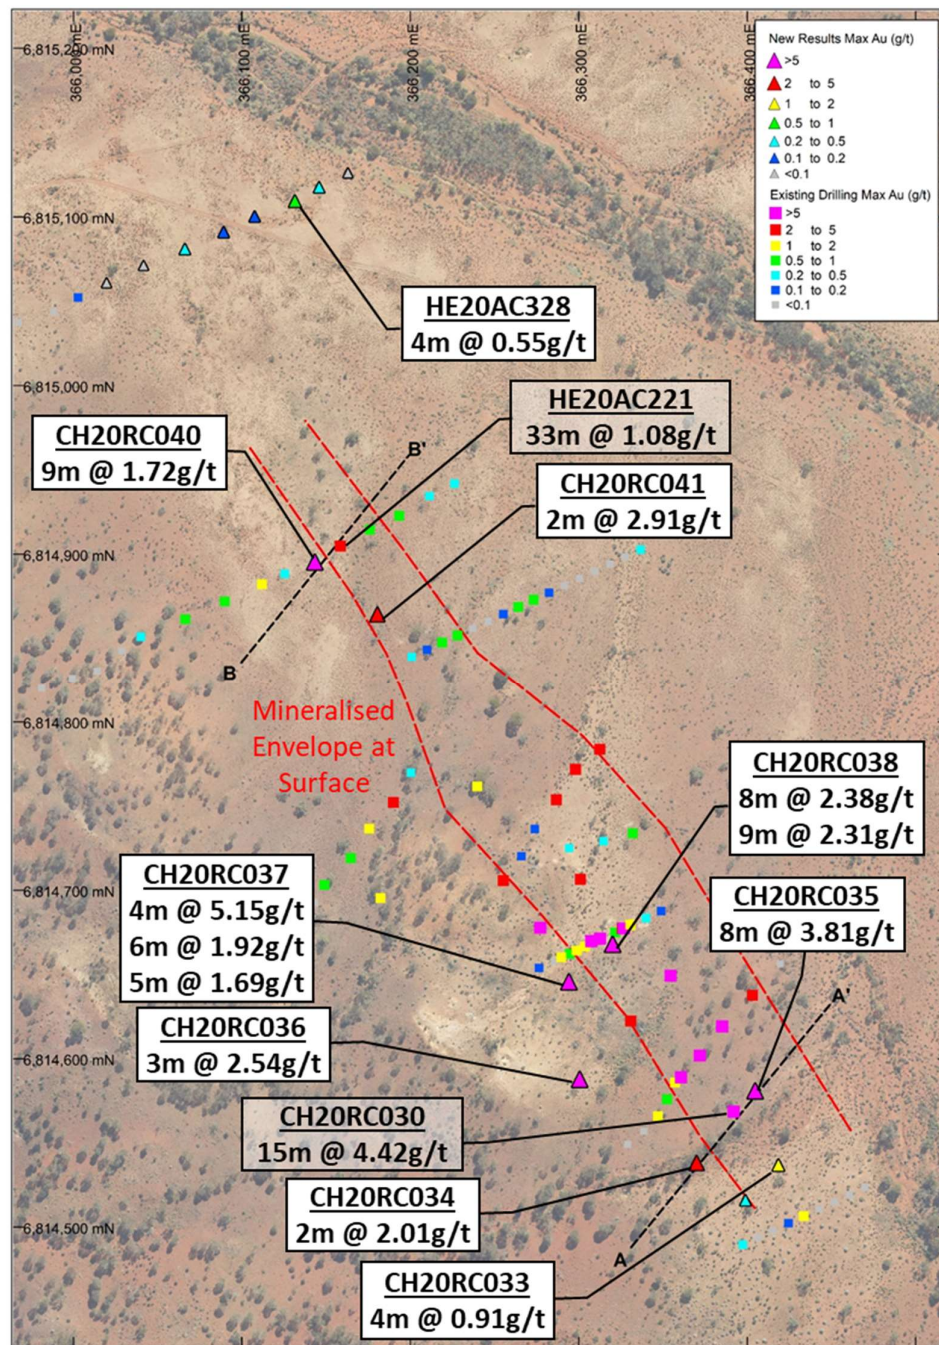 366,000 mE
366,100 mE
366,200 mE
366,300 mE
366,400 mE
6,815,200 mN
6,815,100 mN
6,815,000 mN
6,814,900 mN
6,814,800 mN
6,814,700 mN
6,814,600 mN
6,814,500 mN
New Results Max Au (g/t)
>5
2 to 5
1 to 2
0.5 to 1
0.2 to 0.5
0.1 to 0.2
<0.1
Existing Drilling Max Au (g/t)
>5
2 to 5
1 to 2
0.5 to 1
0.2 to 0.5
0.1 to 0.2
<0.1
HE20AC328
4m @ 0.55g/t
HE20AC221
33m @ 1.08g/t
CH20RC040
9m @ 1.72g/t
B'
CH20RC041
2m @ 2.91g/t
B
Mineralised
Envelope at
Surface
CH20RC038
8m @ 2.38g/t
9m @ 2.31g/t
CH20RC037
4m @ 5.15g/t
6m @ 1.92g/t
5m @ 1.69g/t
CH20RC035
8m @ 3.81g/t
A'
CH20RC036
3m @ 2.54g/t
CH20RC030
15m @ 4.42g/t
CH20RC034
2m @ 2.01g/t
A
CH20RC033
4m @ 0.91g/t